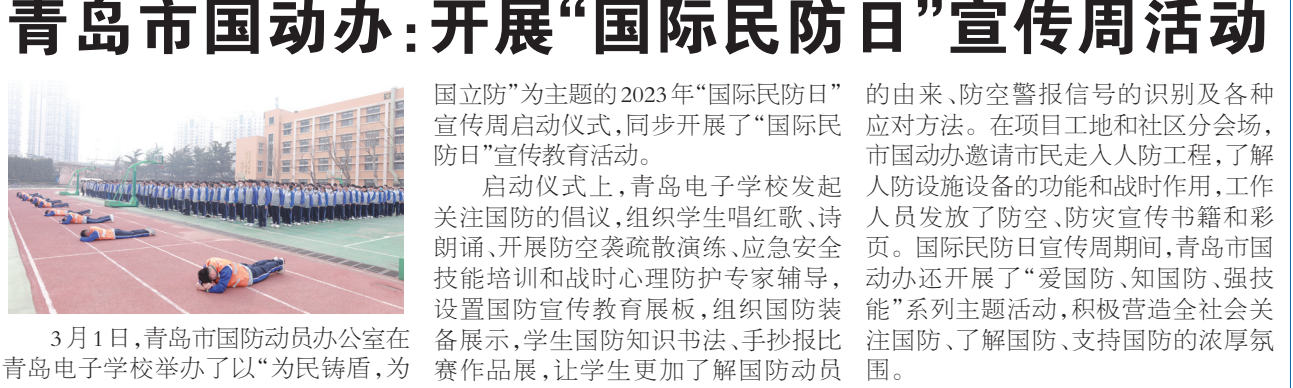 青岛市国动办:开展“国际民防日”宣传周活动
3月1日,青岛市国防动员办公室在
青岛电子学校举办了以“为民铸盾,为
国立防”为主题的2023年“国际民防日”
宣传周启动仪式,同步开展了“国际民
防日”宣传教育活动。
启动仪式上,青岛电子学校发起
关注国防的倡议,组织学生唱红歌、诗
朗诵、开展防空袭疏散演练、应急安全
技能培训和战时心理防护专家辅导,
设置国防宣传教育展板,组织国防装
备展示,学生国防知识书法、手抄报比
赛作品展,让学生更加了解国防动员
的由来、防空警报信号的识别及各种
应对方法。在项目工地和社区分会场,
市国动办邀请市民走入人防工程,了解
人防设施设备的功能和战时作用,工作
人员发放了防空、防灾宣传书籍和彩
页。国际民防日宣传周期间,青岛市国
动办还开展了“爱国防、知国防、强技
能”系列主题活动,积极营造全社会关
注国防、了解国防、支持国防的浓厚氛
围。